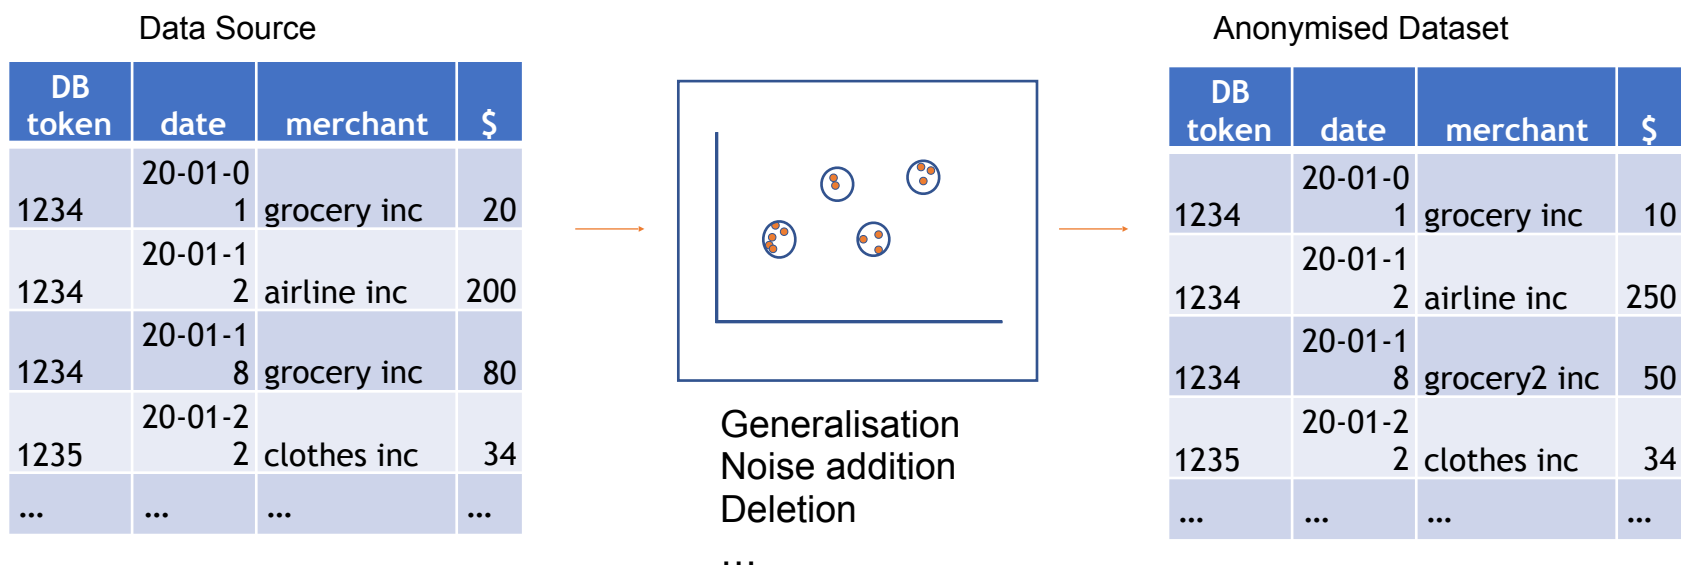 Data Source
DB
token date merchant $
20-01-0
1234 1 grocery inc 20
20-01-1
1234 2 airline inc 200
20-01-1
1234 8 grocery inc 80
20-01-2
1235 2 clothes inc 34
... ... ... ...
Generalisation
Noise addition
Deletion
...
Anonymised Dataset
DB
token date merchant $
20-01-0
1234 1 grocery inc 10
20-01-1
1234 2 airline inc 250
20-01-1
1234 8 grocery2 inc 50
20-01-2
1235 2 clothes inc 34
... ... ... ...